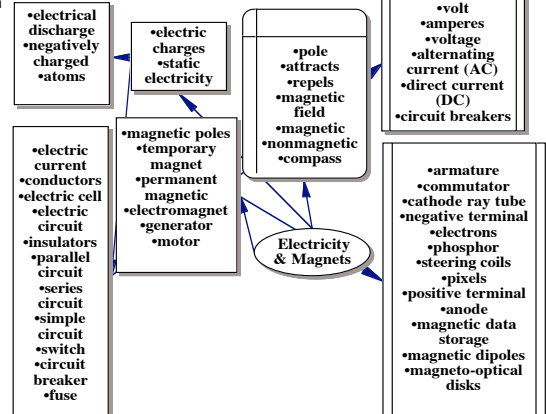 •electrical
discharge
•negatively
charged
•atoms
•electric
charges
•static
electricity
•pole
•attracts
•repels
•magnetic
field
•magnetic
•nonmagnetic
•compass
•volt
•amperes
•voltage
•alternating
current (AC)
•direct current
(DC)
•circuit breakers
•electric
current
•conductors
•electric cell
•electric
circuit
•insulators
•parallel
circuit
•series
circuit
•simple
circuit
•switch
•circuit
breaker
•fuse
•magnetic poles
•temporary
magnet
•permanent
magnetic
•electromagnet
•generator
•motor
Electricity
& Magnets
•armature
•commutator
•cathode ray tube
•negative terminal
•electrons
•phosphor
•steering coils
•pixels
•positive terminal
•anode
•magnetic data
storage
•magnetic dipoles
•magneto-optical
disks